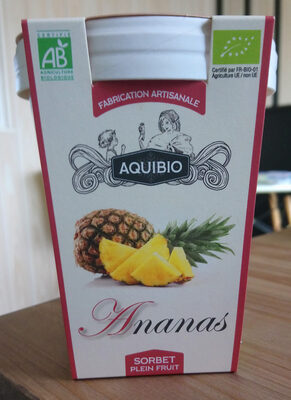 CERTIFIÉ
AB
AGRICULTURE
BIOLOGIQUE
Certifié par FR-BIO-01
Agriculture UE / non UE
FABRICATION ARTISANALE
AQUIBIO
Ananas
SORBET
PLEIN FRUIT